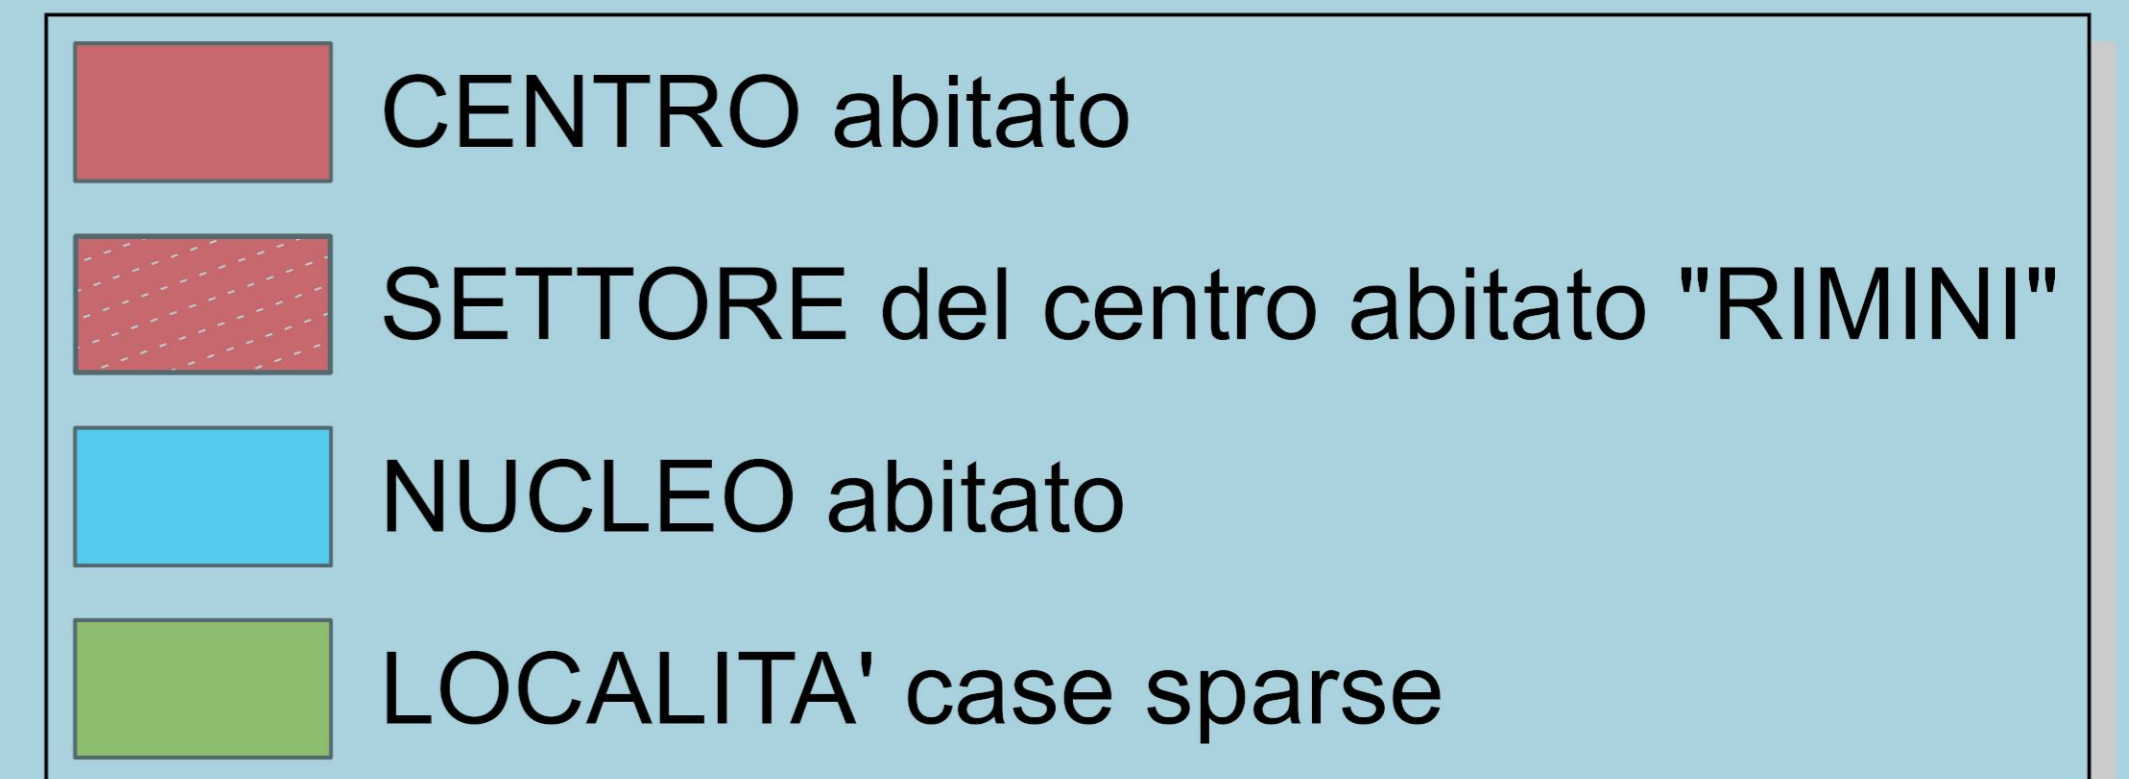 CENTRO abitato
SETTORE del centro abitato "RIMINI"
NUCLEO abitato
LOCALITA' case sparse